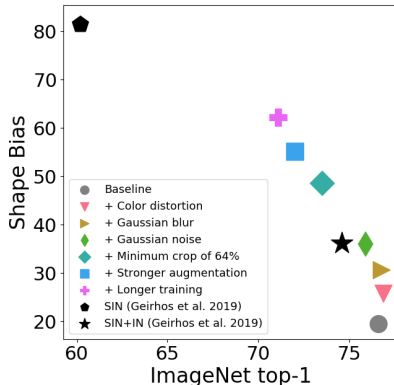 80
70
60
50
40
30
20
Shape Bias
Baseline
+ Color distortion
+ Gaussian blur
+ Gaussian noise
+ Minimum crop of 64%
+ Stronger augmentation
+ Longer training
SIN (Geirhos et al. 2019)
SIN+IN (Geirhos et al. 2019)
60 65 70 75
ImageNet top-1